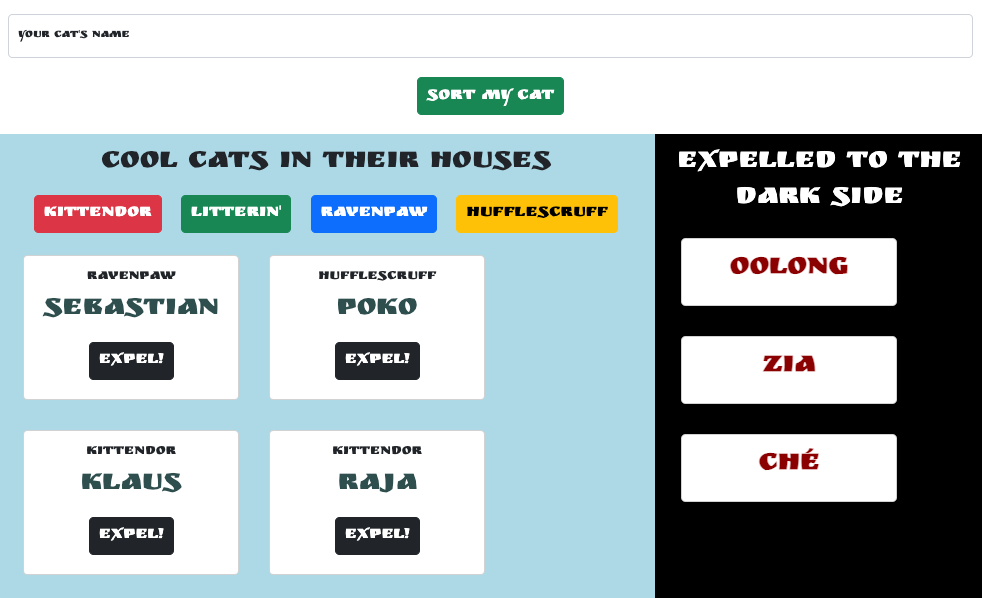 YOUR CAT'S NAME
SORT MY CAT
COOL CATS IN THEIR HOUSES
KITTENDOR
LITTERIN'
RAVENPAW
HUFFLESCRUFF
RAVENPAW
SEBASTIAN
EXPEL!
HUFFLESCRUFF
POKO
EXPEL!
KITTENDOR
KLAUS
EXPEL!
KITTENDOR
RAJA
EXPEL!
EXPELLED TO THE
DARK SIDE
OOLONG
ZIA
CHÉ